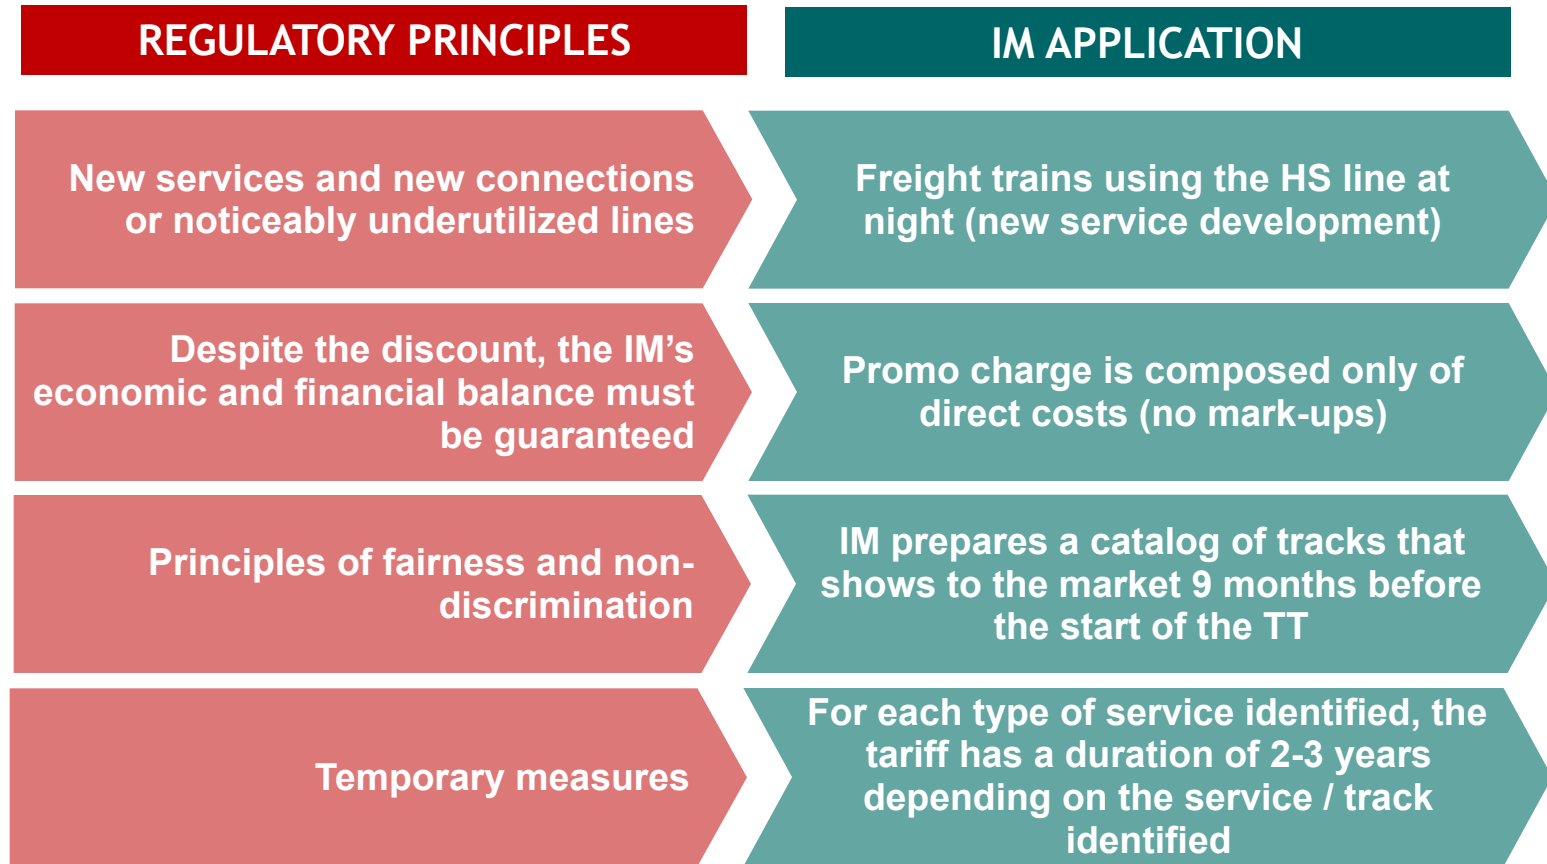 REGULATORY PRINCIPLES
IM APPLICATION
New services and new connections
or noticeably underutilized lines
Freight trains using the HS line at
night (new service development)
Despite the discount, the IM’s
economic and financial balance must
be guaranteed
Promo charge is composed only of
direct costs (no mark-ups)
Principles of fairness and non-
discrimination
IM prepares a catalog of tracks that
shows to the market 9 months before
the start of the TT
Temporary measures
For each type of service identified, the
tariff has a duration of 2-3 years
depending on the service / track
identified